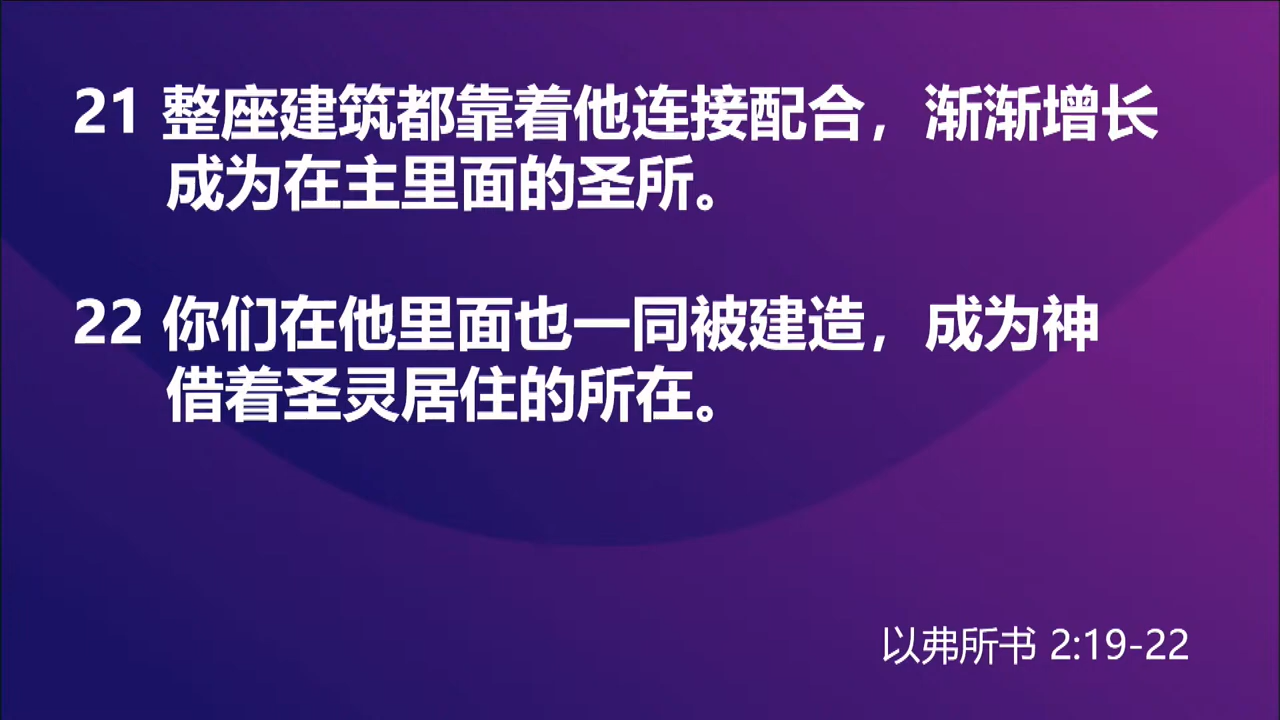 21 整座建筑都靠着他连接配合，渐渐增长
成为在主里面的圣所。
22 你们在他里面也一同被建造，成为神
借着圣灵居住的所在。
以弗所书 2:19-22